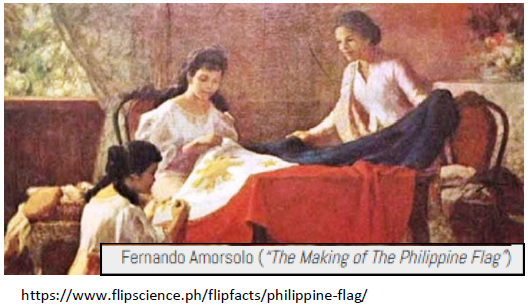 Fernando Amorsolo (“The Making of The Philippine Flag”)
https://www.flipscience.ph/flipfacts/philippine-flag/